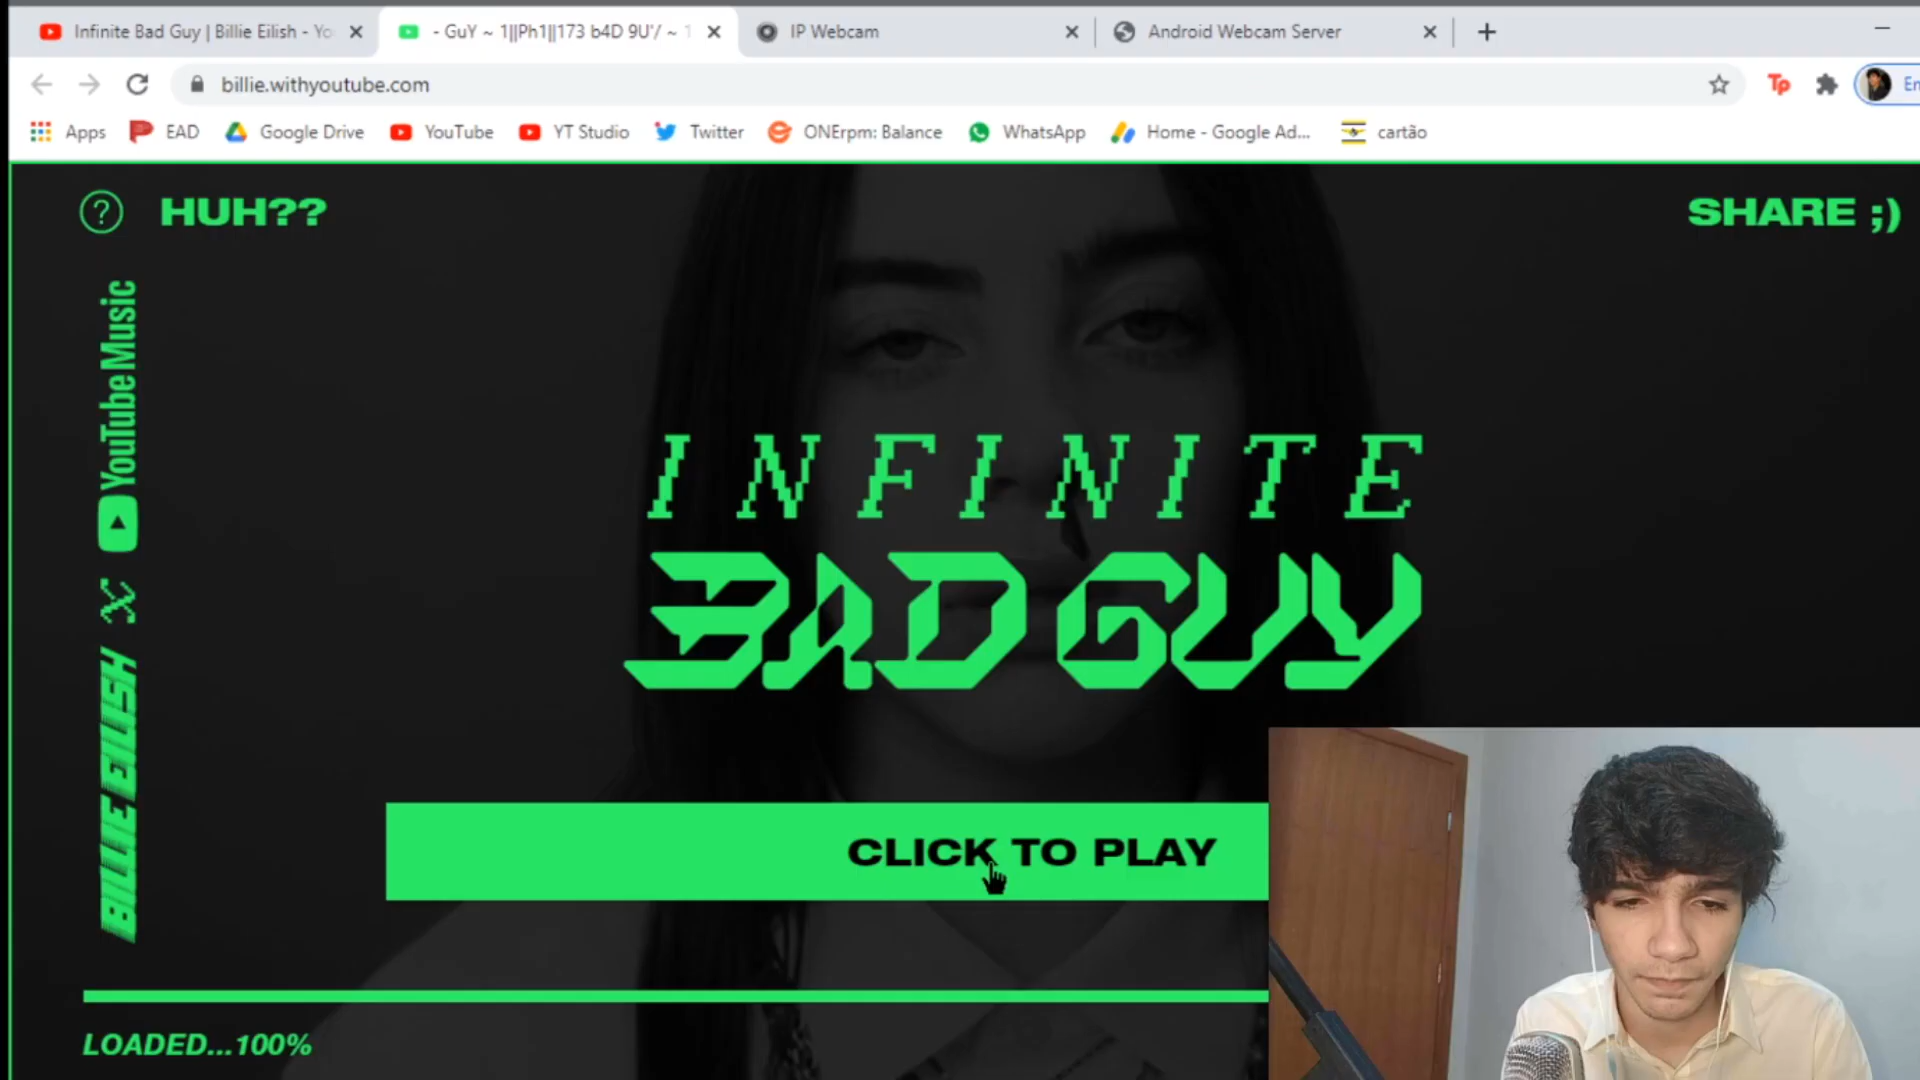 Infinite Bad Guy | Billie Eilish - Yo
- GuY ~ 1||Ph1||173 b4D 9U'/ ~ 1
IP Webcam
Android Webcam Server
billie.withyoutube.com
Tp
En
Apps
EAD
Google Drive
YouTube
YT Studio
Twitter
ONErpm: Balance
WhatsApp
Home - Google Ad...
cartão
? HUH??
SHARE ;)
BILLIE EILISH X YouTube Music
INFINITE
BAD GUY
CLICK TO PLAY
LOADED...100%